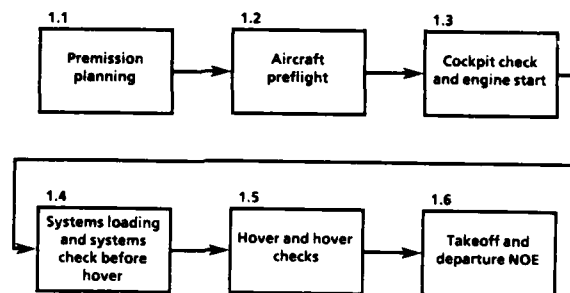 1.1
Premission
planning
1.2
Aircraft
preflight
1.3
Cockpit check
and engine start
1.4
Systems loading
and systems
check before
hover
1.5
Hover and hover
checks
1.6
Takeoff and
departure NOE